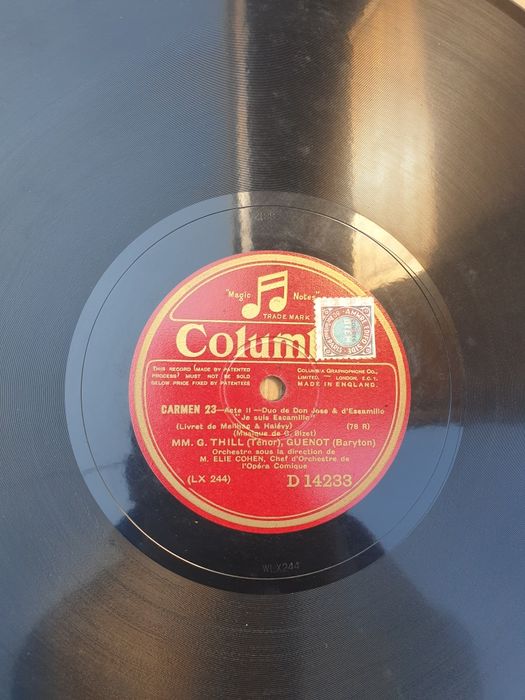 "Magic Notes"
TRADE MARK
Columb
THIS RECORD (MADE BY PATENTED
PROCESS) MUST NOT BE SOLD
BELOW PRICE FIXED BY PATENTEES
COLUMBIA GRAPHOPHONE CO.,
LIMITED, — LONDON, E.C.1.
MADE IN ENGLAND.
CARMEN 23—Acte II—Duo de Don Jose & d'Escamillo
"Je suis Escamillo"
(Livret de Meilhac & Halévy) (78 R)
(Musique de G. Bizet)
MM. G. THILL (Ténor), GUENOT (Baryton)
Orchestre sous la direction de
M. ELIE COHEN, Chef d'Orchestre de
l'Opéra Comique
(LX 244) D 14233
WLX244